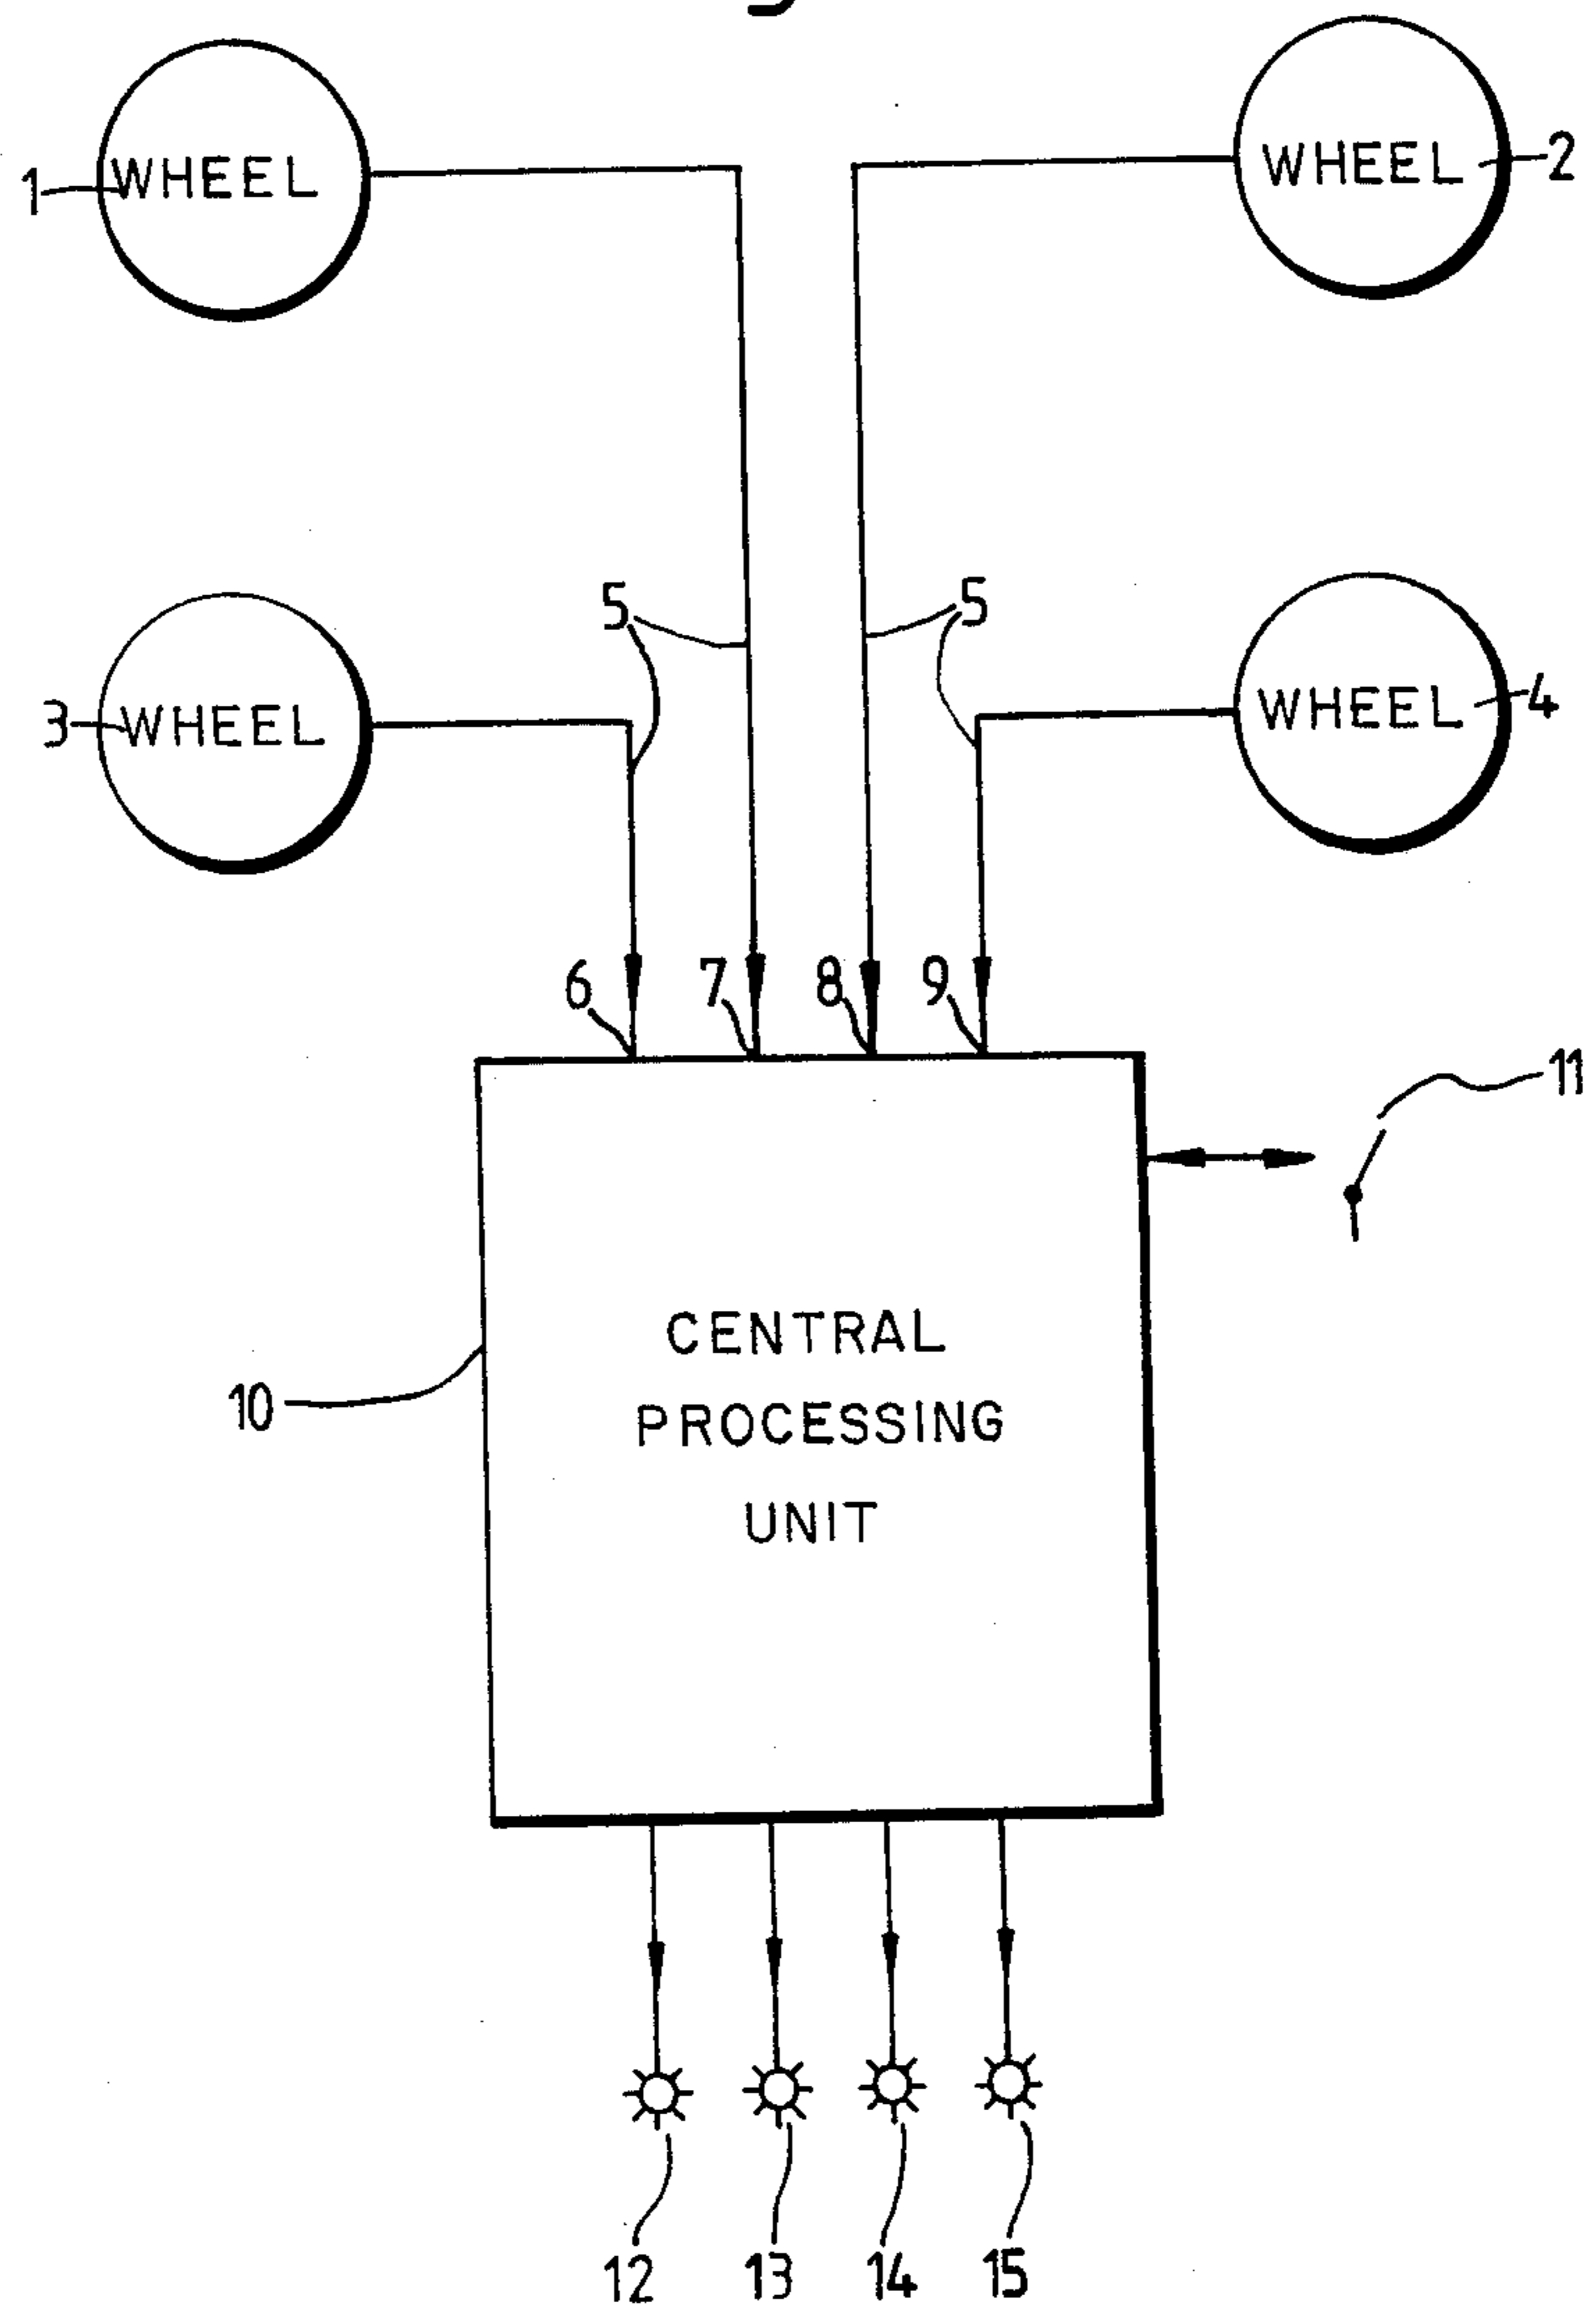 1 WHEEL
WHEEL 2
5
5
3 WHEEL
WHEEL 4
6 7 8 9
11
CENTRAL
10
PROCESSING
UNIT
12 13 14 15